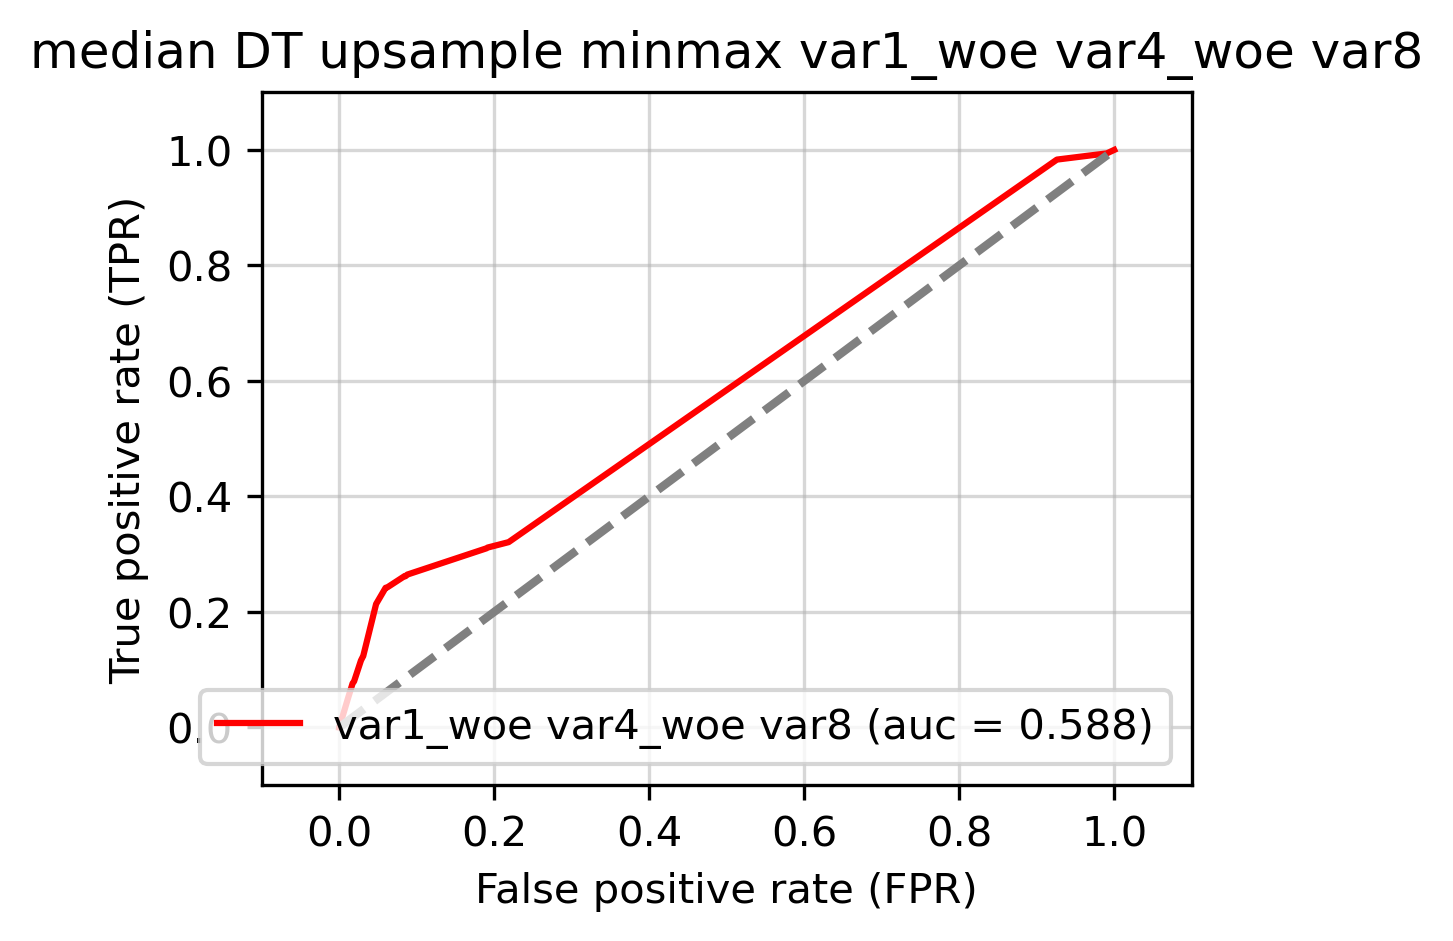 median DT upsample minmax var1_woe var4_woe var8
1.0
0.8
0.6
0.4
0.2
0.0
True positive rate (TPR)
var1_woe var4_woe var8 (auc = 0.588)
0.0 0.2 0.4 0.6 0.8 1.0
False positive rate (FPR)